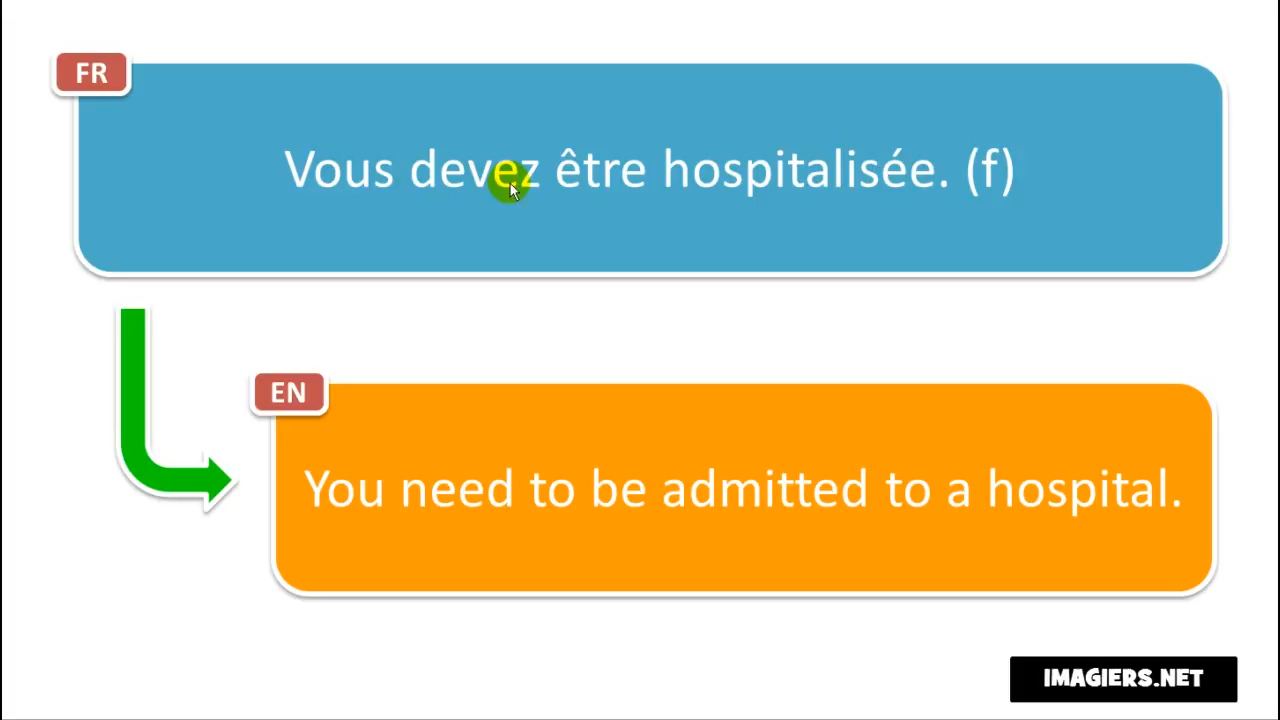 FR
Vous devez être hospitalisée. (f)
EN
You need to be admitted to a hospital.
IMAGIERS.NET